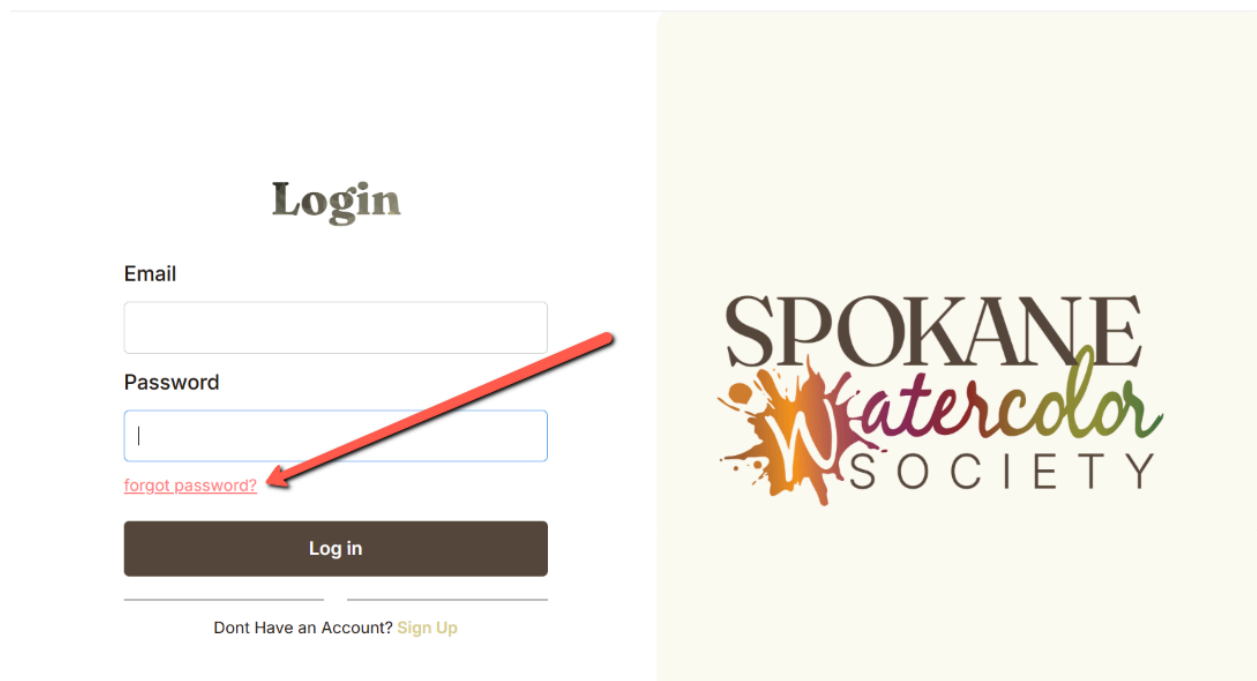 Login
Email
Password
forgot password?
Log in
Dont Have an Account? Sign Up
SPOKANE
Watercolor
SOCIETY